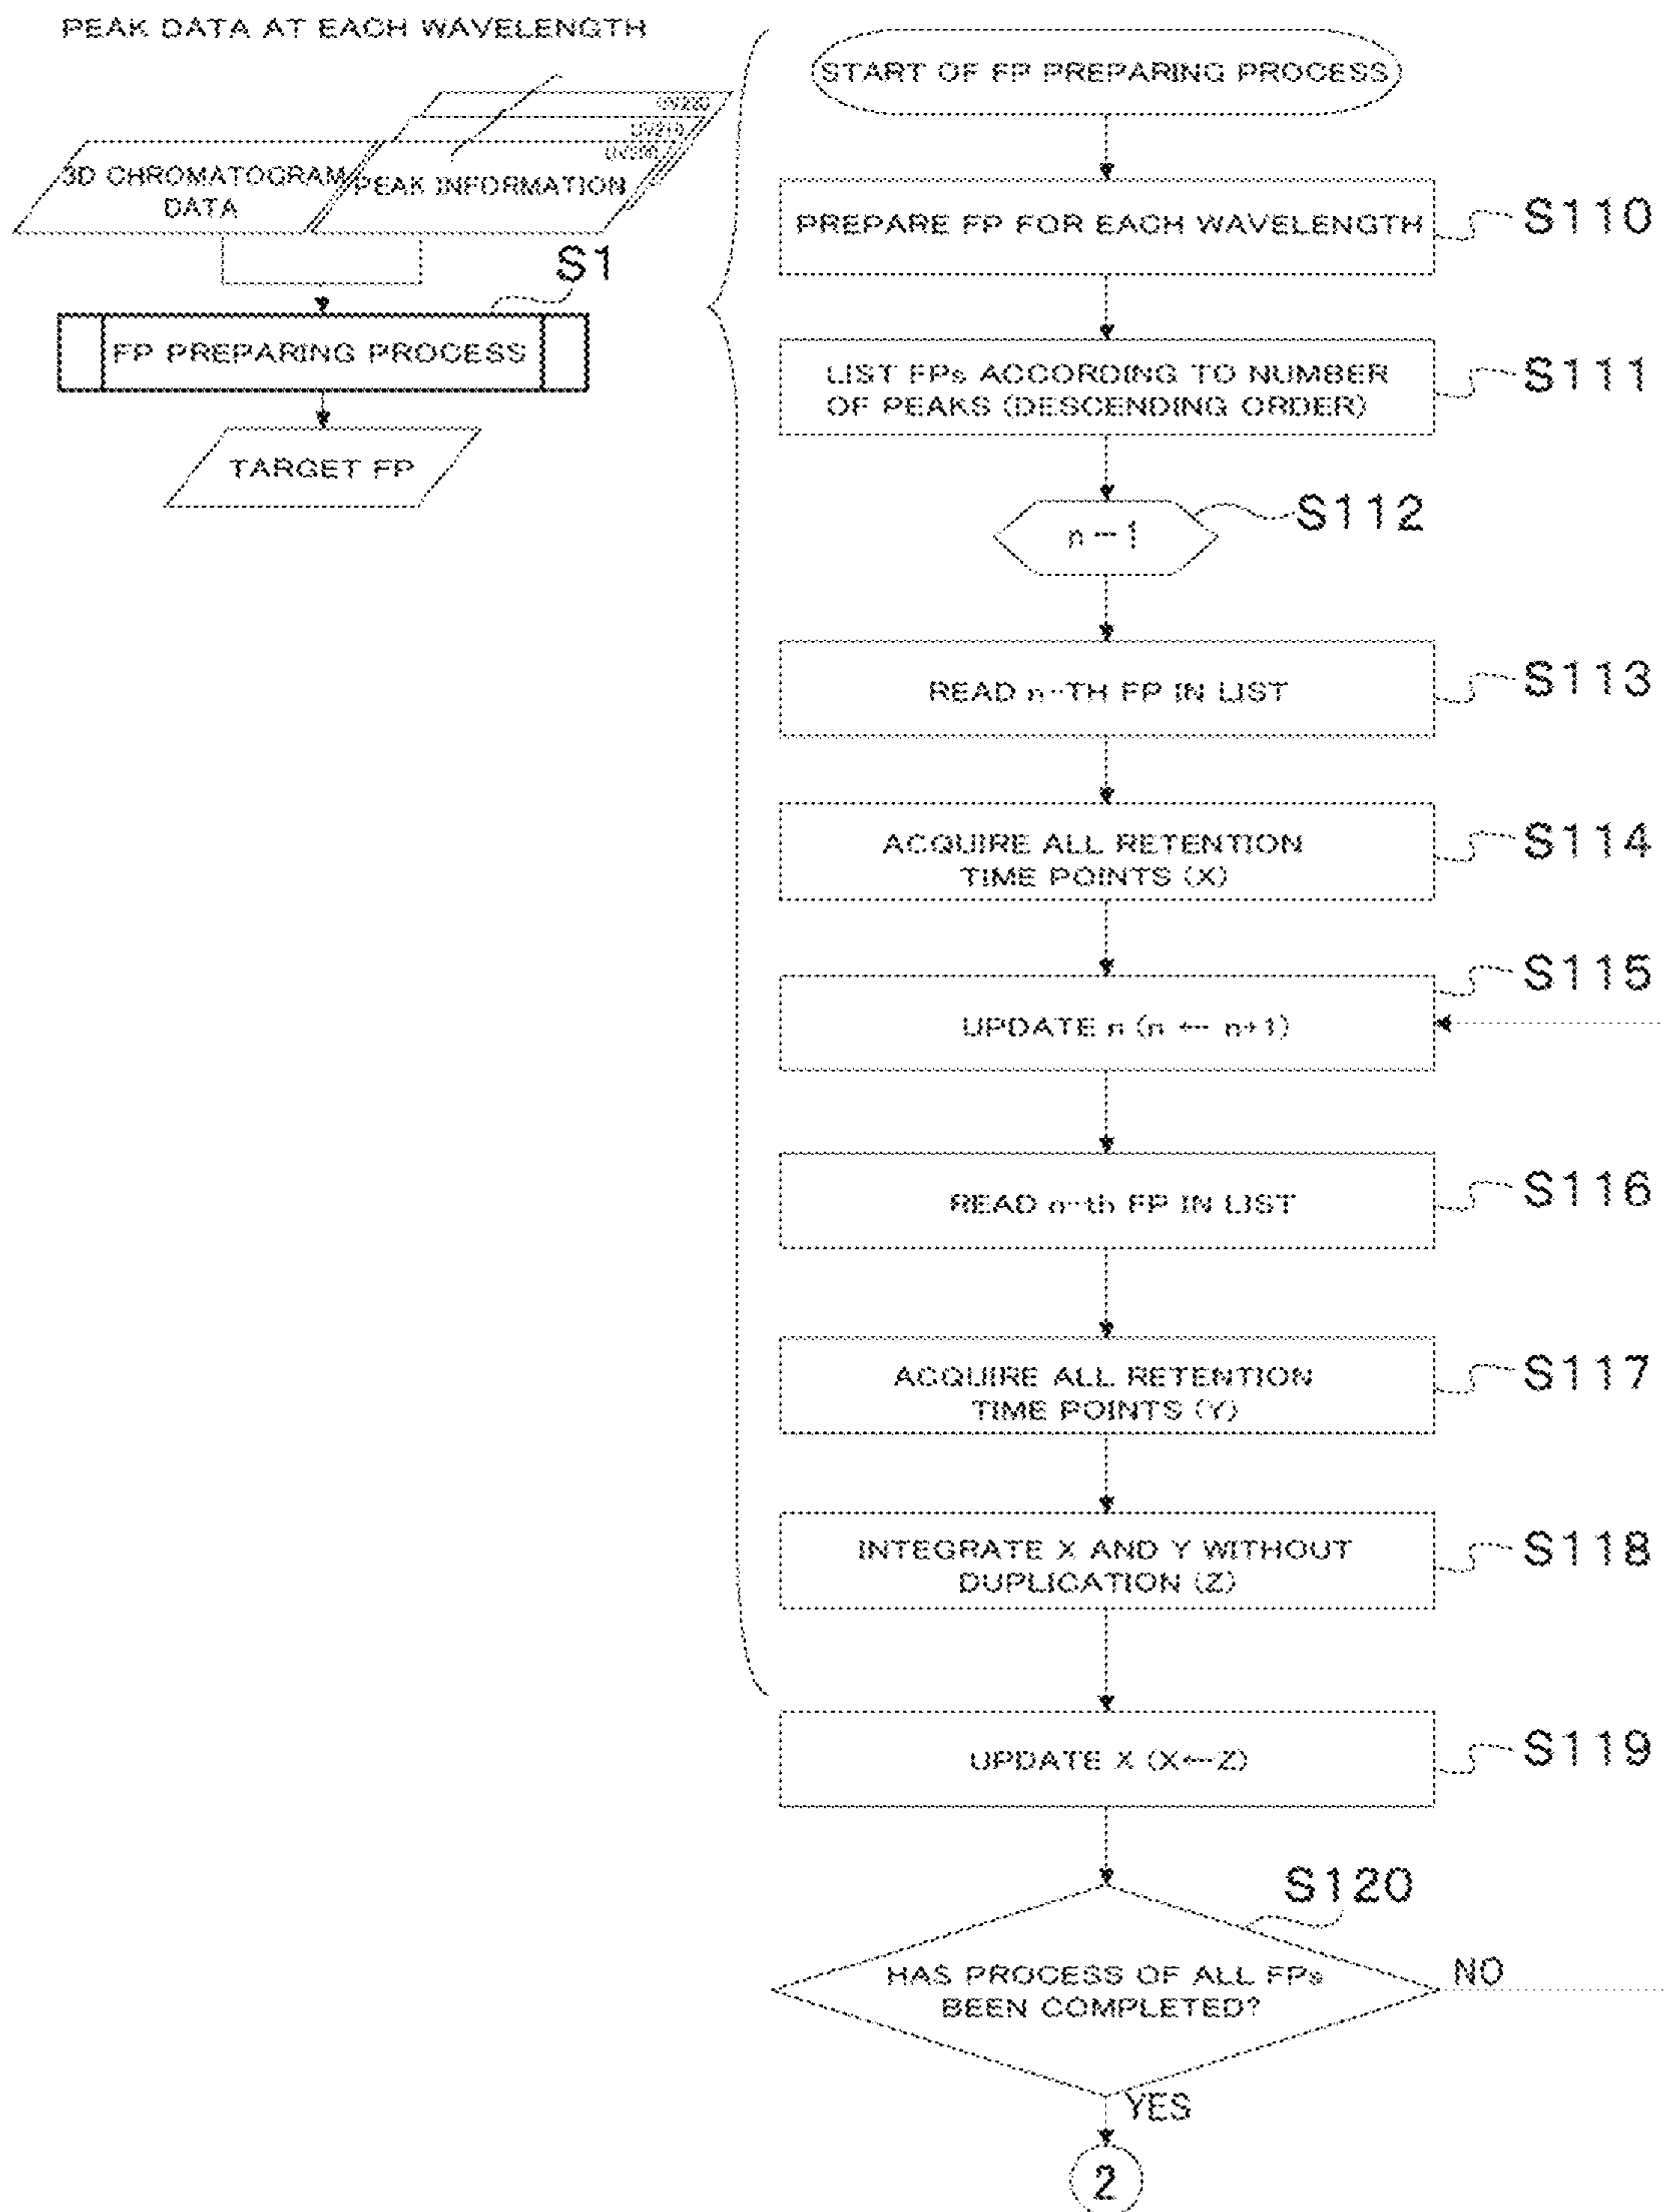 PEAK DATA AT EACH WAVELENGTH
3D CHROMATOGRAM
DATA
PEAK INFORMATION
S1
FP PREPARING PROCESS
TARGET FP
START OF FP PREPARING PROCESS
PREPARE FP FOR EACH WAVELENGTH
S110
LIST FPs ACCORDING TO NUMBER
OF PEAKS (DESCENDING ORDER)
S111
n ← 1
S112
READ n-TH FP IN LIST
S113
ACQUIRE ALL RETENTION
TIME POINTS (X)
S114
UPDATE n (n ← n+1)
S115
READ n-th FP IN LIST
S116
ACQUIRE ALL RETENTION
TIME POINTS (Y)
S117
INTEGRATE X AND Y WITHOUT
DUPLICATION (Z)
S118
UPDATE X (X←Z)
S119
S120
HAS PROCESS OF ALL FPs
BEEN COMPLETED?
NO
YES
2